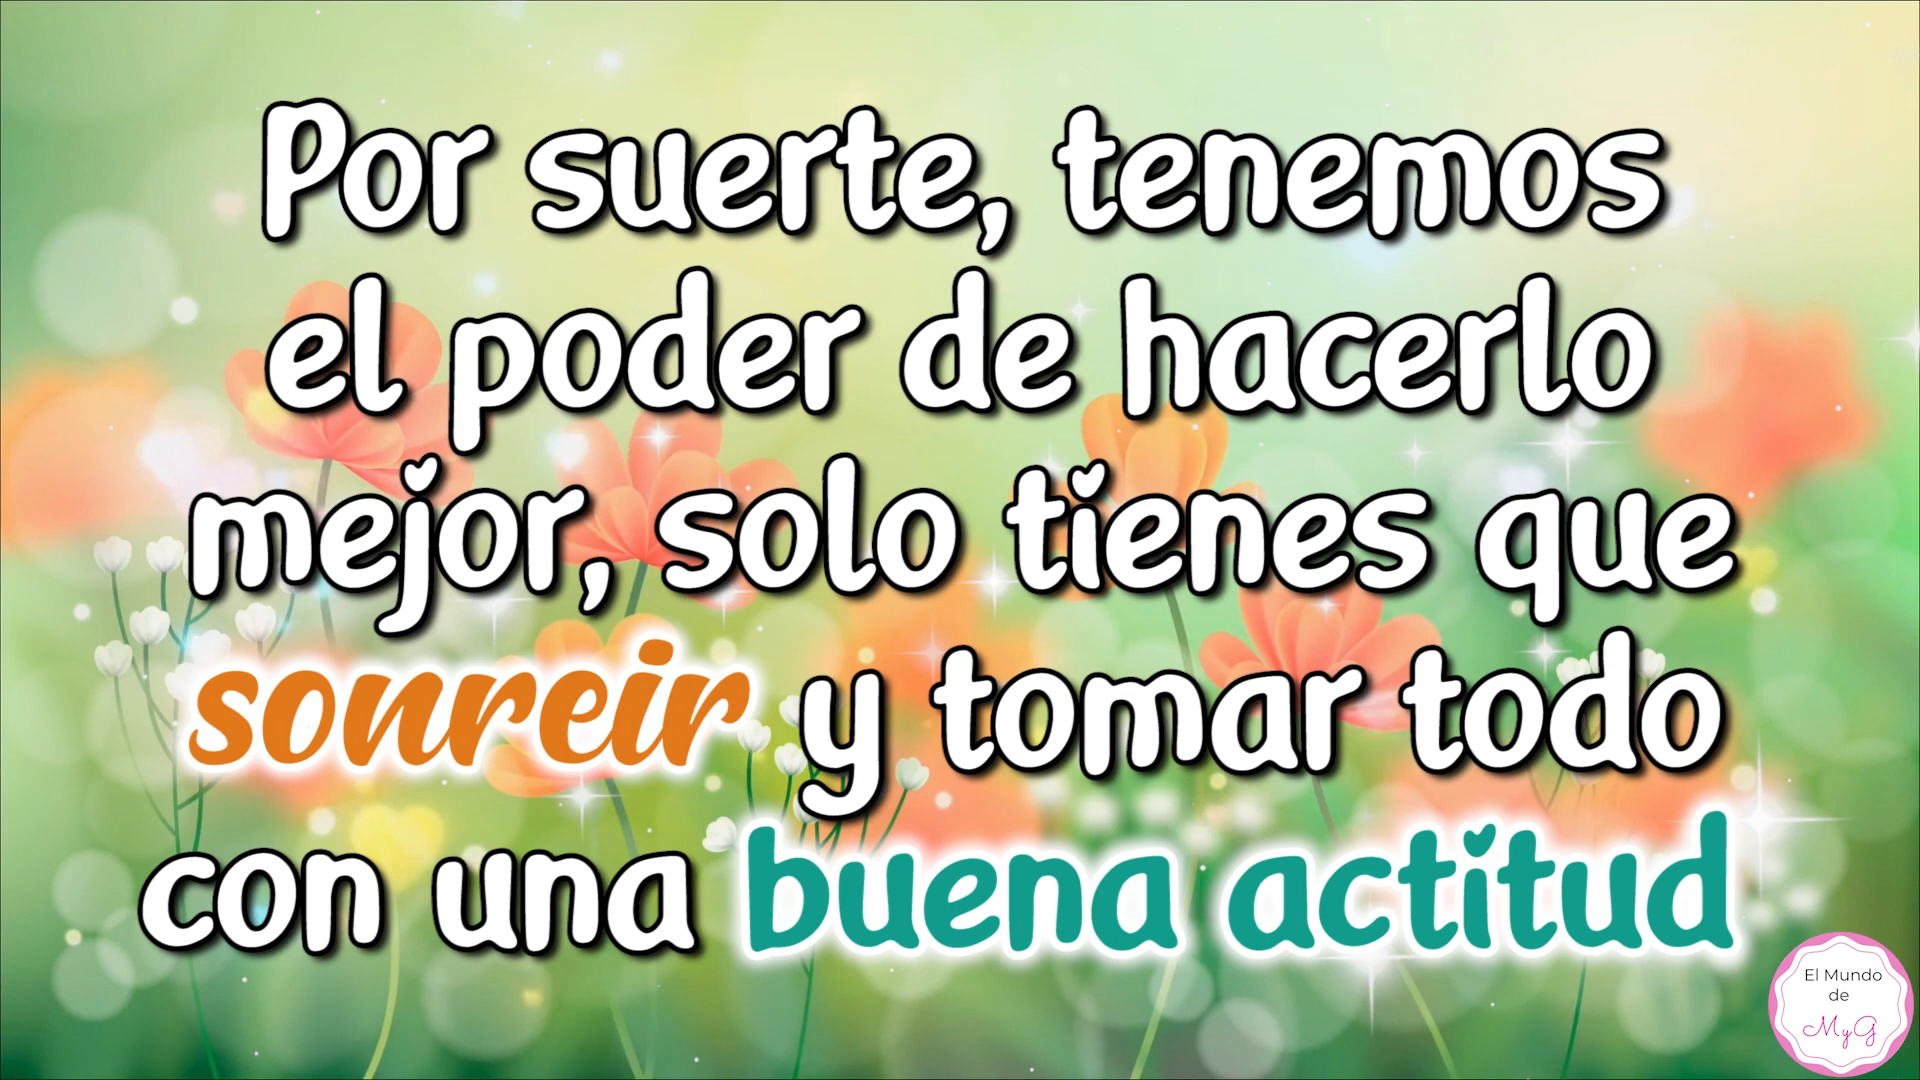 Por suerte, tenemos
el poder de hacerlo
mejor, solo tienes que
sonreir y tomar todo
con una buena actitud
El Mundo
de
MyG